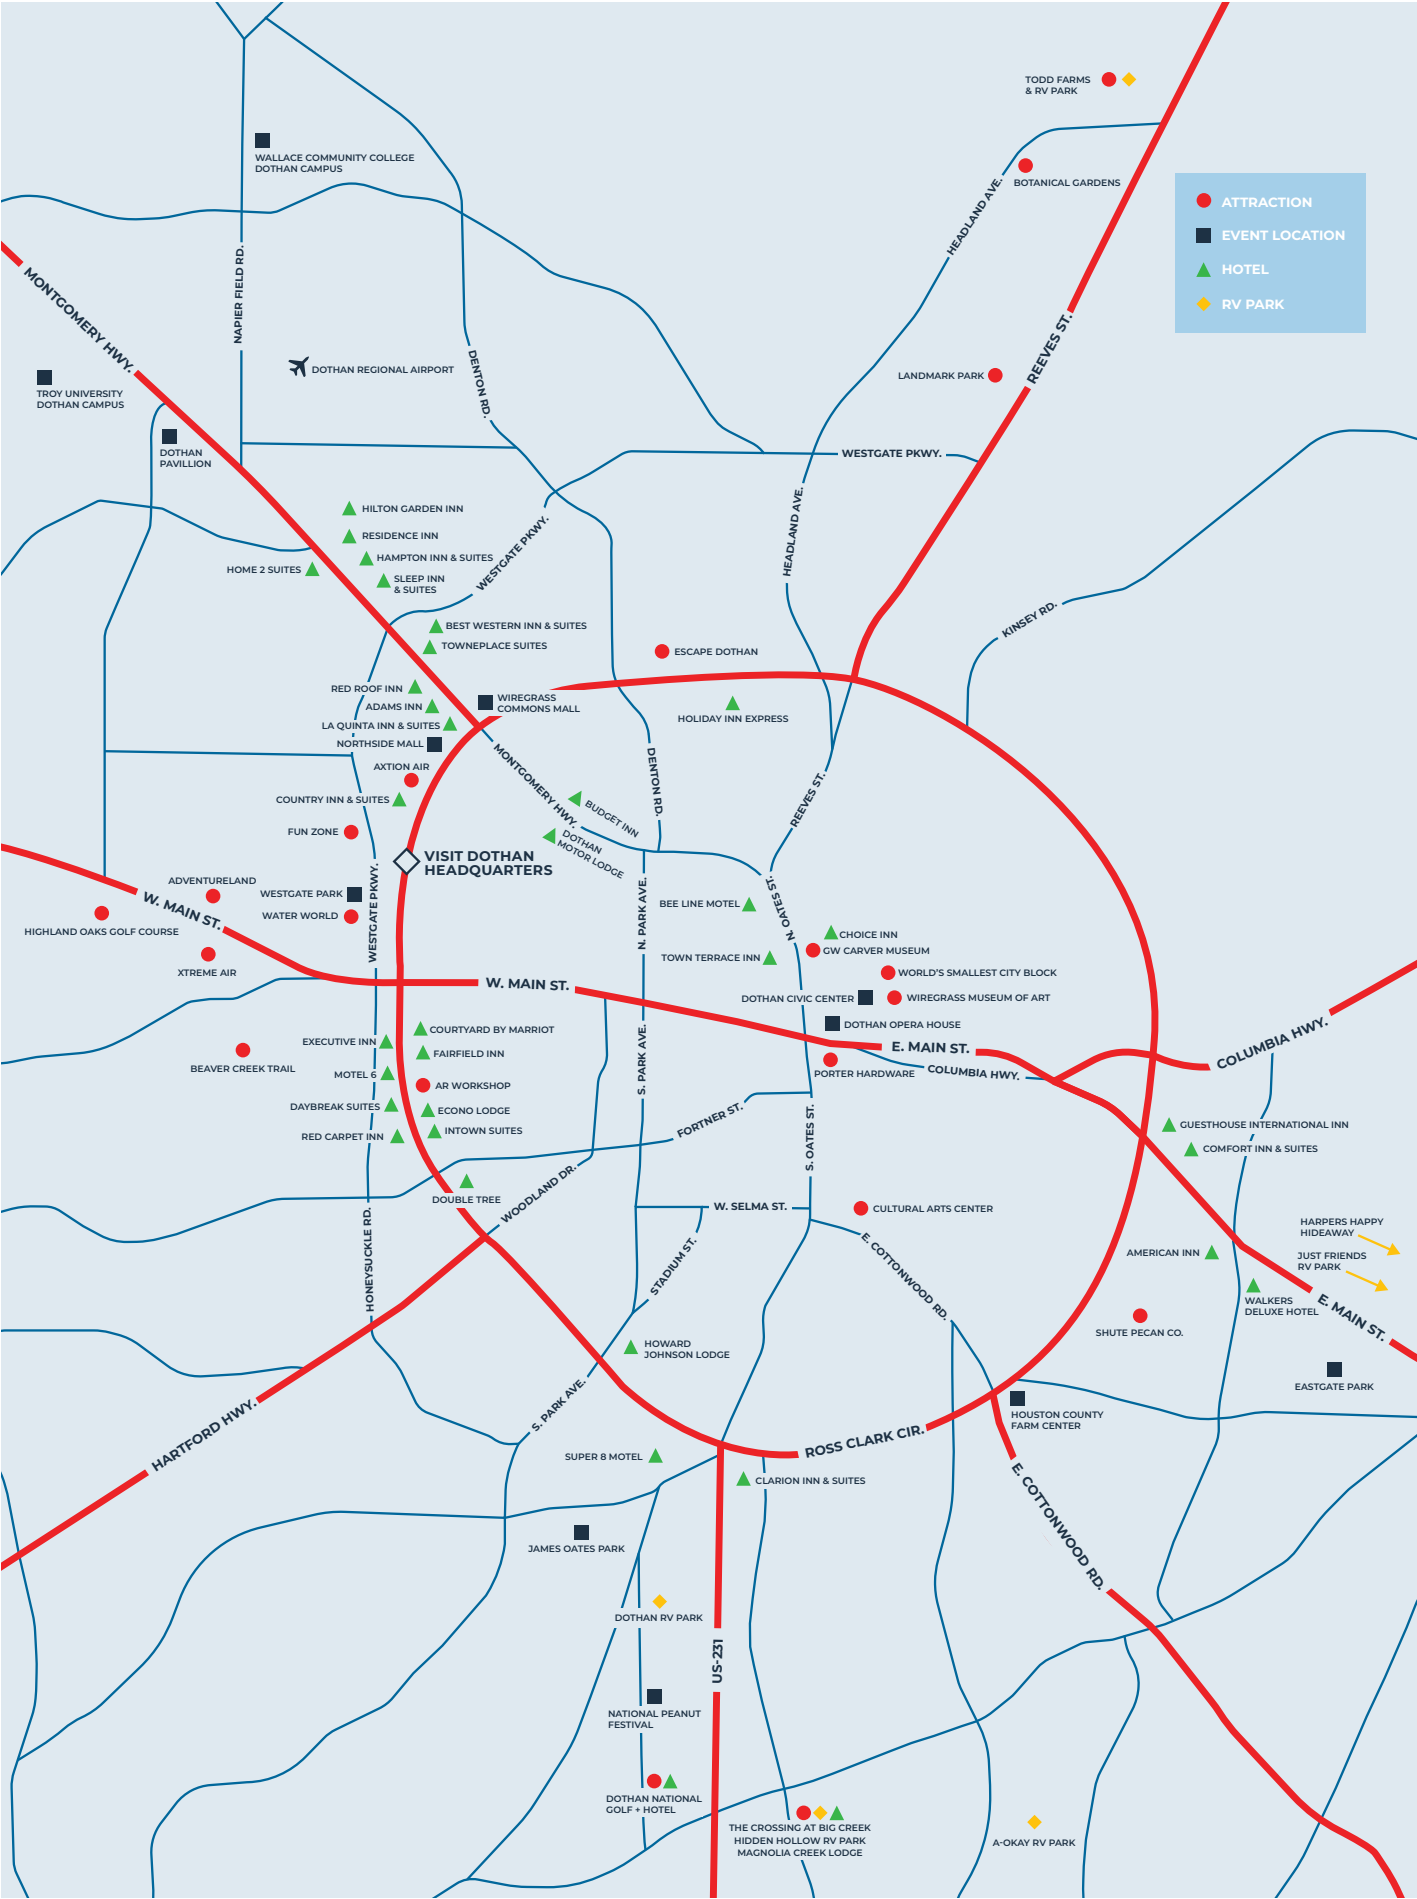 TODD FARMS
& RV PARK
WALLACE COMMUNITY COLLEGE
DOTHAN CAMPUS
BOTANICAL GARDENS
HEADLAND AVE.
ATTRACTION
EVENT LOCATION
HOTEL
RV PARK
NAPIER FIELD RD.
MONTGOMERY HWY.
DENTON RD.
REEVES ST.
DOTHAN REGIONAL AIRPORT
LANDMARK PARK
TROY UNIVERSITY
DOTHAN CAMPUS
DOTHAN
PAVILLION
WESTGATE PKWY.
HILTON GARDEN INN
RESIDENCE INN
HAMPTON INN & SUITES
HOME 2 SUITES
SLEEP INN
& SUITES
WESTGATE PKWY.
HEADLAND AVE.
KINSEY RD.
BEST WESTERN INN & SUITES
TOWNEPLACE SUITES
ESCAPE DOTHAN
RED ROOF INN
WIREGRASS
COMMONS MALL
ADAMS INN
LA QUINTA INN & SUITES
HOLIDAY INN EXPRESS
NORTHSIDE MALL
AXTION AIR
MONTGOMERY HWY.
DENTON RD.
REEVES ST.
COUNTRY INN & SUITES
BUDGET INN
FUN ZONE
DOTHAN
MOTOR LODGE
VISIT DOTHAN
HEADQUARTERS
ADVENTURELAND
WESTGATE PARK
WATER WORLD
WESTGATE PKWY.
W. MAIN ST.
HIGHLAND OAKS GOLF COURSE
XTREME AIR
N. PARK AVE.
BEE LINE MOTEL
N. OATES ST.
CHOICE INN
GW CARVER MUSEUM
TOWN TERRACE INN
WORLD'S SMALLEST CITY BLOCK
W. MAIN ST.
DOTHAN CIVIC CENTER
WIREGRASS MUSEUM OF ART
DOTHAN OPERA HOUSE
COURTYARD BY MARRIOT
EXECUTIVE INN
FAIRFIELD INN
S. PARK AVE.
E. MAIN ST.
COLUMBIA HWY.
BEAVER CREEK TRAIL
MOTEL 6
AR WORKSHOP
PORTER HARDWARE
COLUMBIA HWY.
DAYBREAK SUITES
ECONO LODGE
RED CARPET INN
INTOWN SUITES
FORTNER ST.
S. OATES ST.
GUESTHOUSE INTERNATIONAL INN
COMFORT INN & SUITES
DOUBLE TREE
WOODLAND DR.
W. SELMA ST.
CULTURAL ARTS CENTER
HONEYSUCKLE RD.
STADIUM ST.
E. COTTONWOOD RD.
AMERICAN INN
HARPERS HAPPY
HIDEAWAY
JUST FRIENDS
RV PARK
WALKERS
DELUXE HOTEL
E. MAIN ST.
SHUTE PECAN CO.
HOWARD
JOHNSON LODGE
EASTGATE PARK
HARTFORD HWY.
S. PARK AVE.
HOUSTON COUNTY
FARM CENTER
ROSS CLARK CIR.
SUPER 8 MOTEL
CLARION INN & SUITES
E. COTTONWOOD RD.
JAMES OATES PARK
DOTHAN RV PARK
US-231
NATIONAL PEANUT
FESTIVAL
DOTHAN NATIONAL
GOLF + HOTEL
THE CROSSING AT BIG CREEK
HIDDEN HOLLOW RV PARK
MAGNOLIA CREEK LODGE
A-OKAY RV PARK